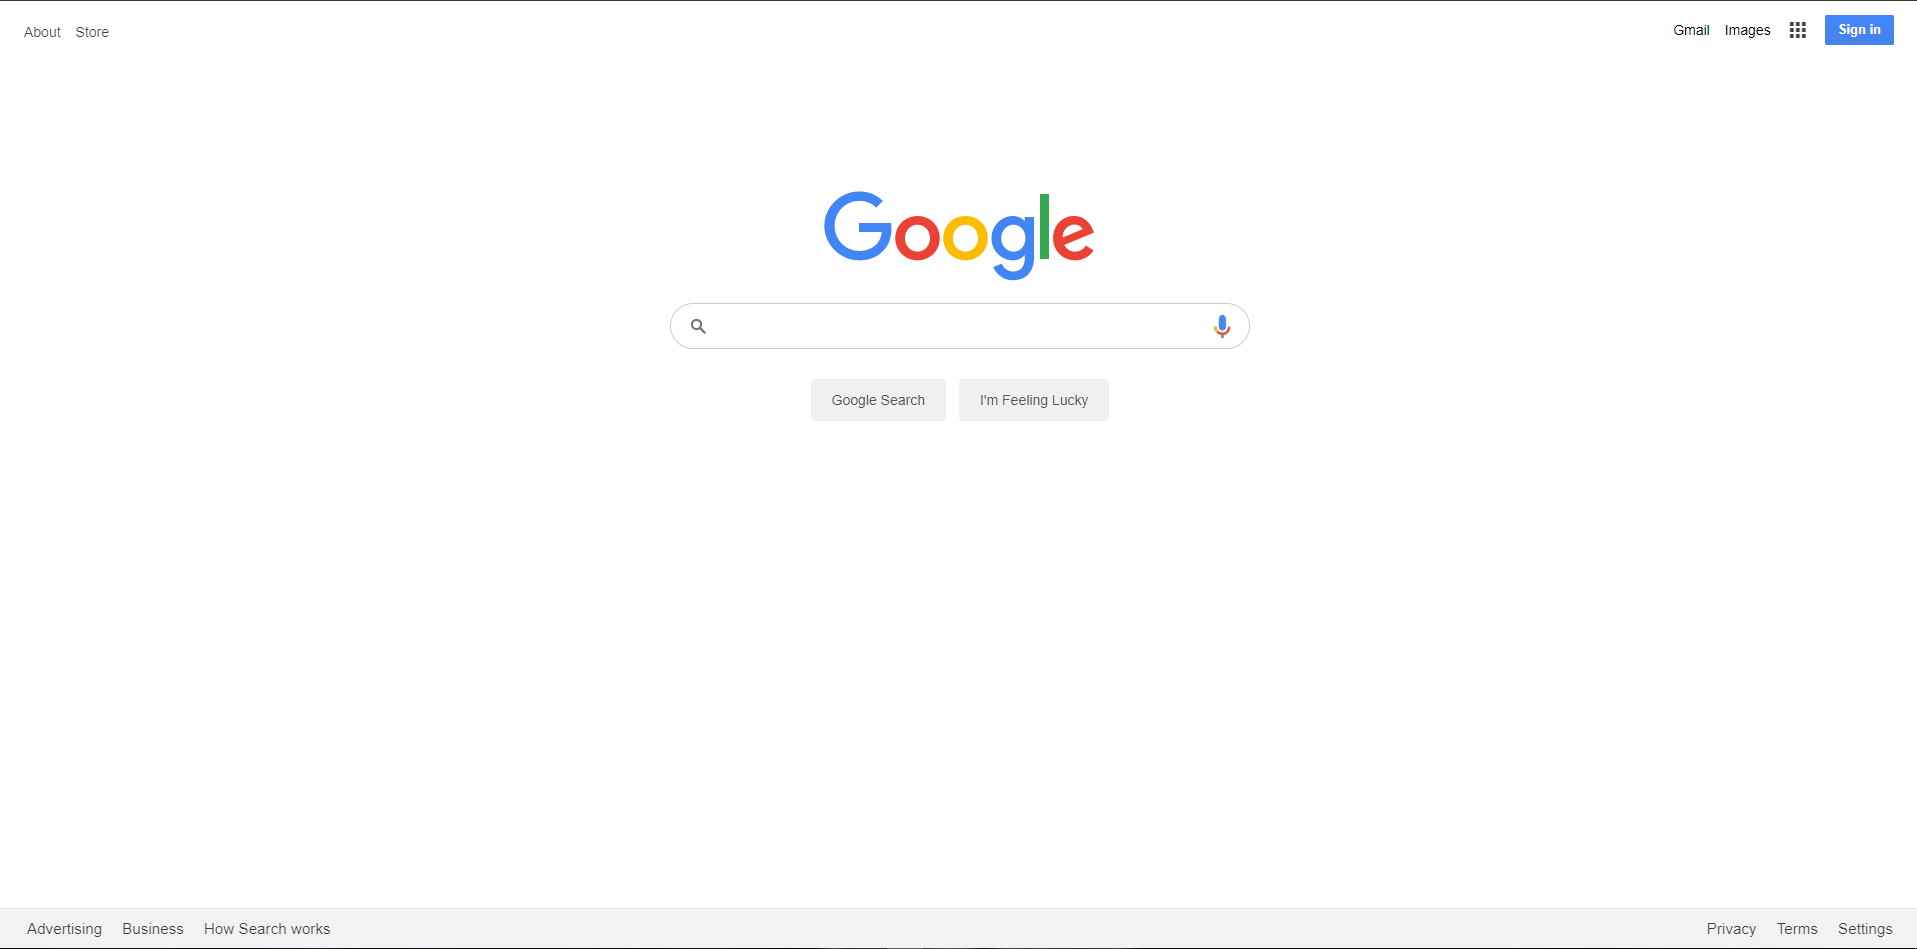 About Store
Gmail Images Sign in
Google
Google Search I'm Feeling Lucky
Advertising Business How Search works
Privacy Terms Settings